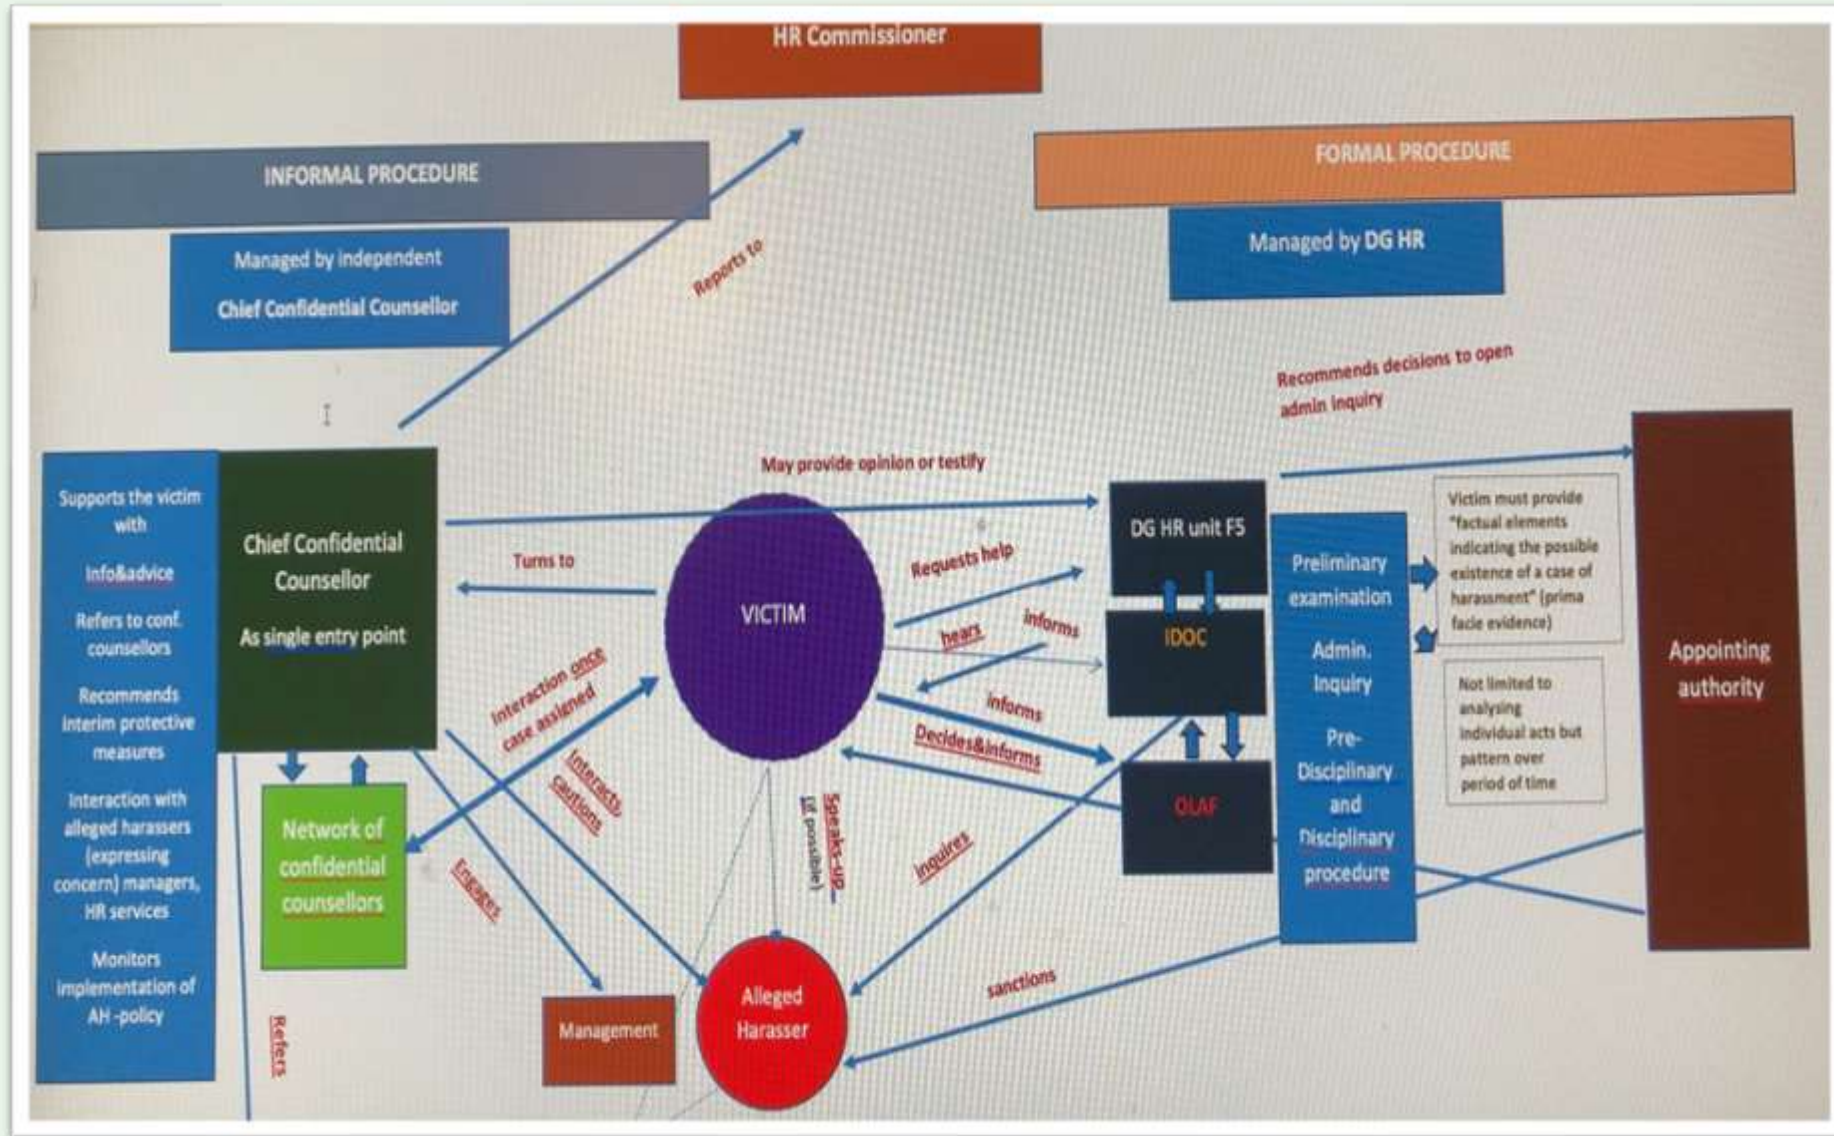 HR Commissioner
INFORMAL PROCEDURE
FORMAL PROCEDURE
Managed by independent
Chief Confidential Counsellor
Managed by DG HR
Reports to
Recommends decisions to open
admin inquiry
Supports the victim
with
Info&advice
Refers to conf.
counsellors
Recommends
Interim protective
measures
Interaction with
alleged harassers
(expressing
concern) managers,
HR services
Monitors
implementation of
AH -policy
Chief Confidential
Counsellor
As single entry point
May provide opinion or testify
Turns to
VICTIM
Requests help
hears
informs
informs
Decides&informs
DG HR unit F5
IDOC
OLAF
Preliminary
examination
Admin.
Inquiry
Pre-
Disciplinary
and
Disciplinary
procedure
Victim must provide
"factual elements
indicating the possible
existence of a case of
harassment" (prima
facie evidence)
Not limited to
analysing
individual acts but
pattern over
period of time
Appointing
authority
Interaction once
case assigned
Interacts,
cautions
Network of
confidential
counsellors
Engages
Speaks-up
(if possible)
inquires
sanctions
Management
Alleged
Harasser
Refers